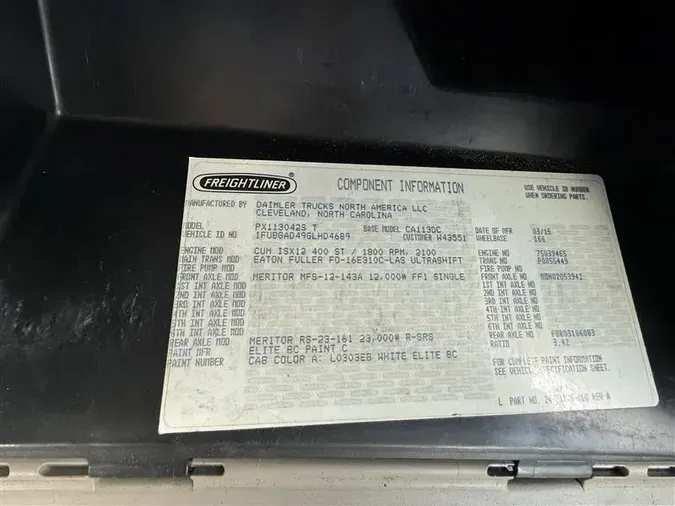 FREIGHTLINER
COMPONENT INFORMATION
USE VEHICLE ID NUMBER
WHEN ORDERING PARTS.
MANUFACTURED BY DAIMLER TRUCKS NORTH AMERICA LLC
CLEVELAND, NORTH CAROLINA
MODEL PX113042S T BASE MODEL CA113DC DATE OF MFR 03/15
VEHICLE ID NO 1FUBGAD49GLHD4689 CUSTOMER W43551 WHEELBASE 166
ENGINE MOD CUM ISX12 400 ST / 1800 RPM, 2100 ENGINE NO 75033465
MAIN TRANS MOD EATON FULLER FO-16E310C-LAS ULTRASHIFT TRANS NO
FIRE PUMP MOD FIRE PUMP NO
FRONT AXLE MOD MERITOR MFS-12-143A 12,000# FF1 SINGLE FRONT AXLE NO
1ST INT AXLE MOD 1ST INT AXLE NO
2ND INT AXLE MOD 2ND INT AXLE NO
3RD INT AXLE MOD 3RD INT AXLE NO
4TH INT AXLE MOD 4TH INT AXLE NO
5TH INT AXLE MOD 5TH INT AXLE NO
6TH INT AXLE MOD 6TH INT AXLE NO
REAR AXLE MOD MERITOR RS-23-161 23,000# R-SRS REAR AXLE NO
PAINT MFR ELITE BC PAINT C RATIO 3.42
PAINT NUMBER CAB COLOR A: L0303EB WHITE ELITE BC
FOR COMPLETE PAINT INFORMATION
SEE VEHICLE SPECIFICATION SHEET.
PART NO. REV A